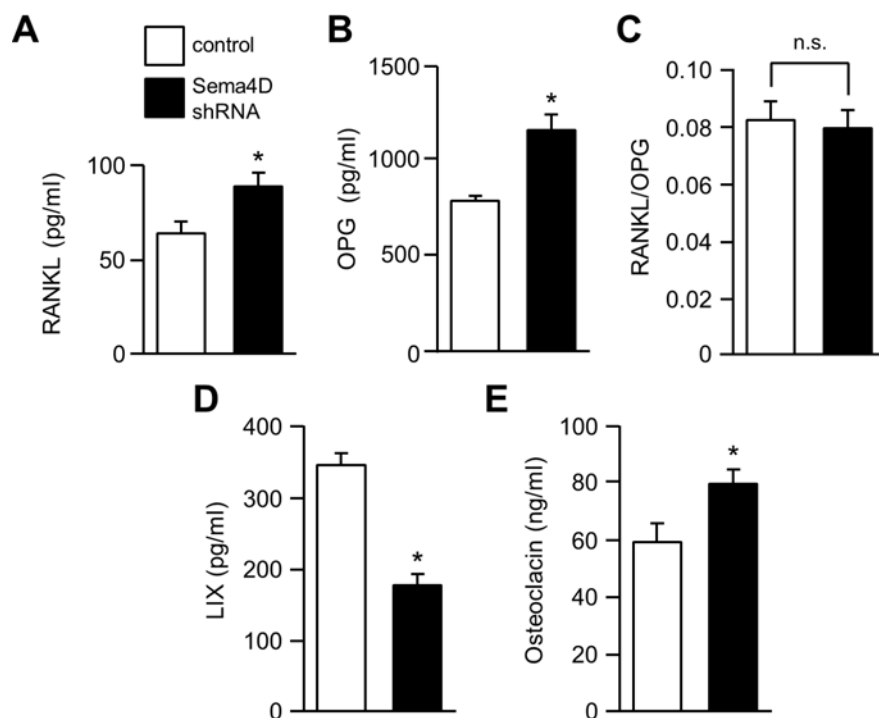 A
control
Sema4D
shRNA
RANKL (pg/ml)
100
50
0
*
B
OPG (pg/ml)
1500
1000
500
0
*
C
n.s.
RANKL/OPG
0.10
0.08
0.06
0.04
0.02
0
D
LIX (pg/ml)
400
300
200
100
0
*
E
Osteoclacin (ng/ml)
100
80
60
40
20
0
*